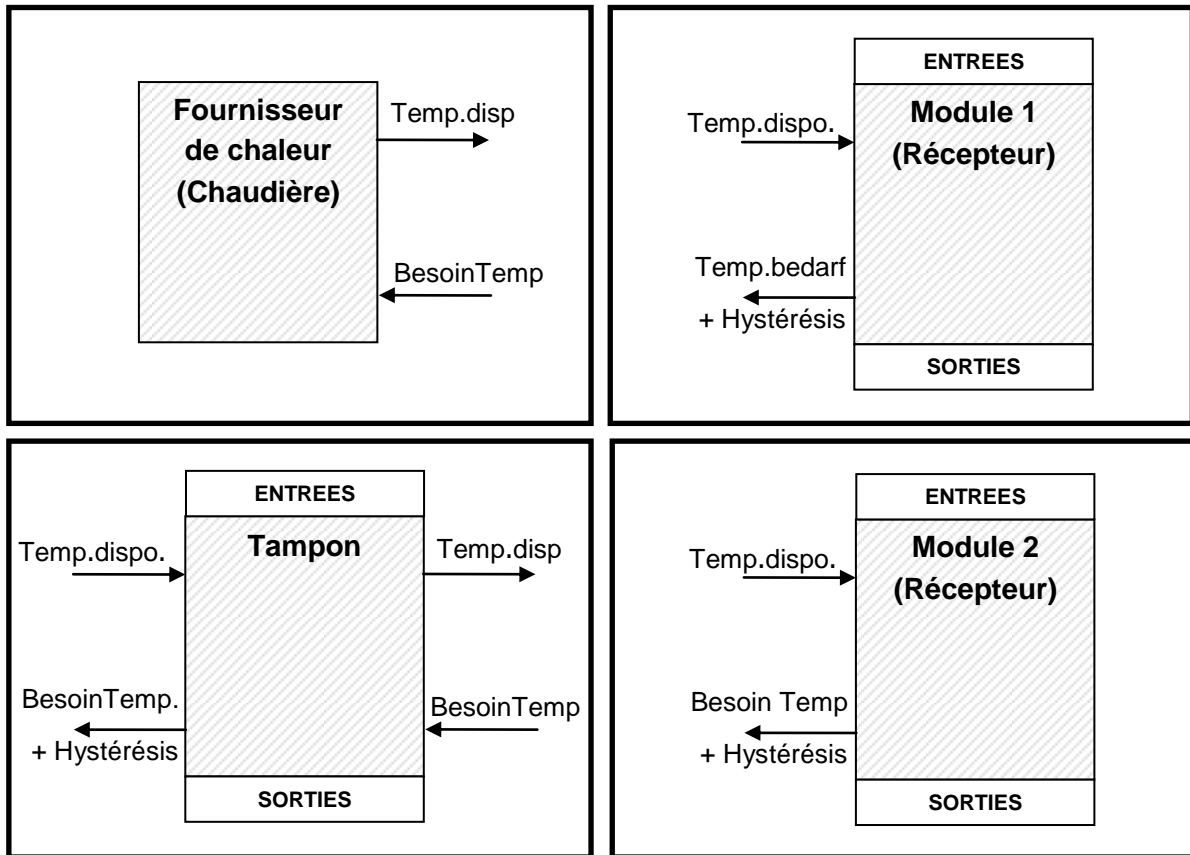 Fournisseur
de chaleur
(Chaudière)
Temp.disp
BesoinTemp
ENTREES
Module 1
(Récepteur)
Temp.dispo.
Temp.bedarf
+ Hystérésis
SORTIES
ENTREES
Tampon
Temp.dispo.
Temp.disp
BesoinTemp.
+ Hystérésis
BesoinTemp
SORTIES
ENTREES
Module 2
(Récepteur)
Temp.dispo.
Besoin Temp
+ Hystérésis
SORTIES